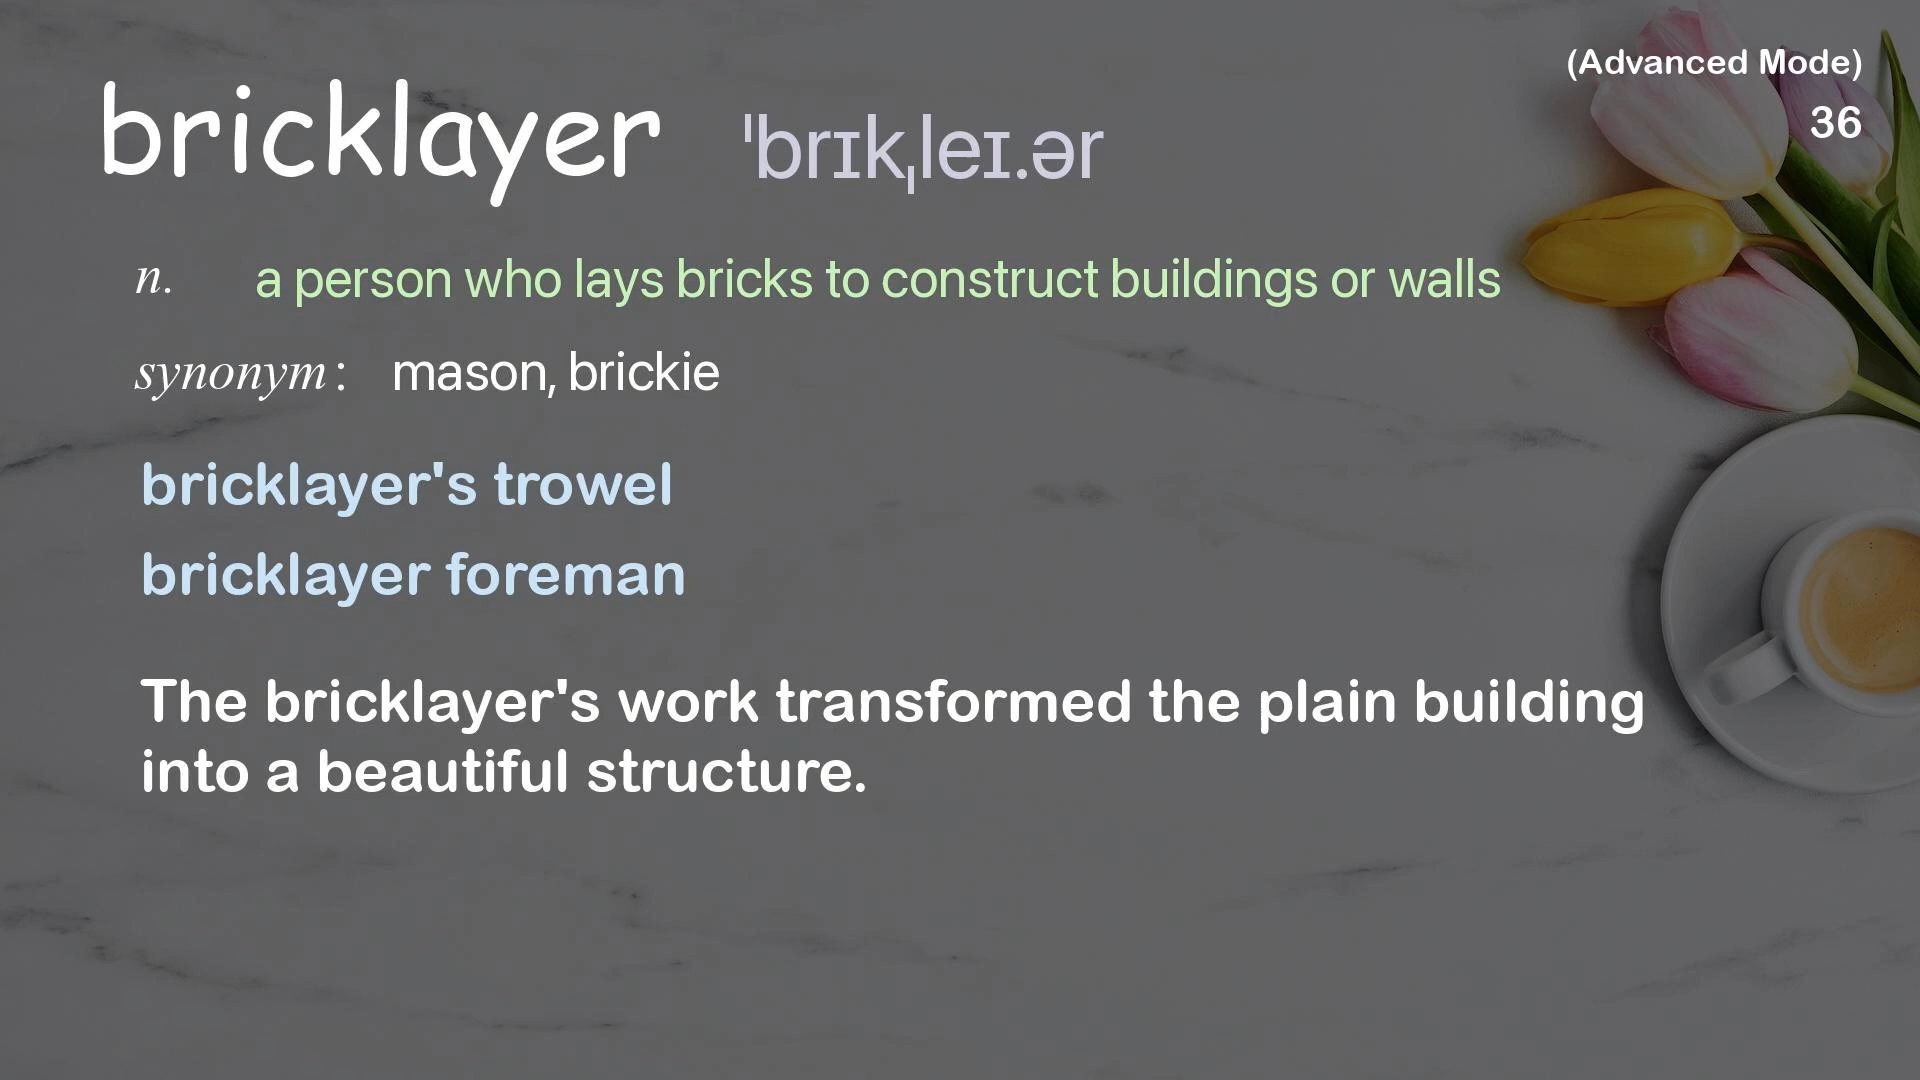 (Advanced Mode)
36
bricklayer ˈbrɪkˌleɪ.ər
n. a person who lays bricks to construct buildings or walls
synonym: mason, brickie
bricklayer's trowel
bricklayer foreman
The bricklayer's work transformed the plain building
into a beautiful structure.